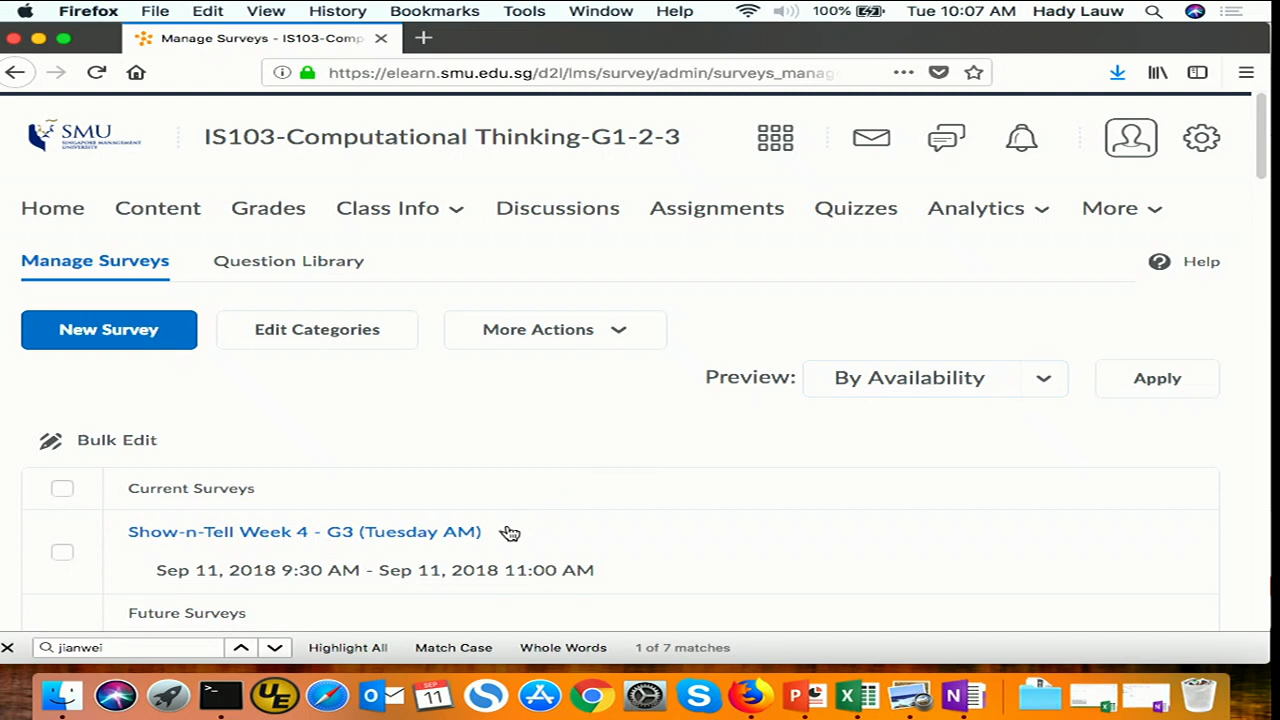 Firefox File Edit View History Bookmarks Tools Window Help 100% Tue 10:07 AM Hady Lauw
Manage Surveys - IS103-Comp
https://elearn.smu.edu.sg/d2l/lms/survey/admin/surveys_manag
SMU IS103-Computational Thinking-G1-2-3
SINGAPORE MANAGEMENT
UNIVERSITY
Home Content Grades Class Info Discussions Assignments Quizzes Analytics More
Manage Surveys Question Library Help
New Survey Edit Categories More Actions
Preview: By Availability Apply
Bulk Edit
Current Surveys
Show-n-Tell Week 4 - G3 (Tuesday AM)
Sep 11, 2018 9:30 AM - Sep 11, 2018 11:00 AM
Future Surveys
jianwei Highlight All Match Case Whole Words 1 of 7 matches
>_ UE O SEP 11 S S P X N